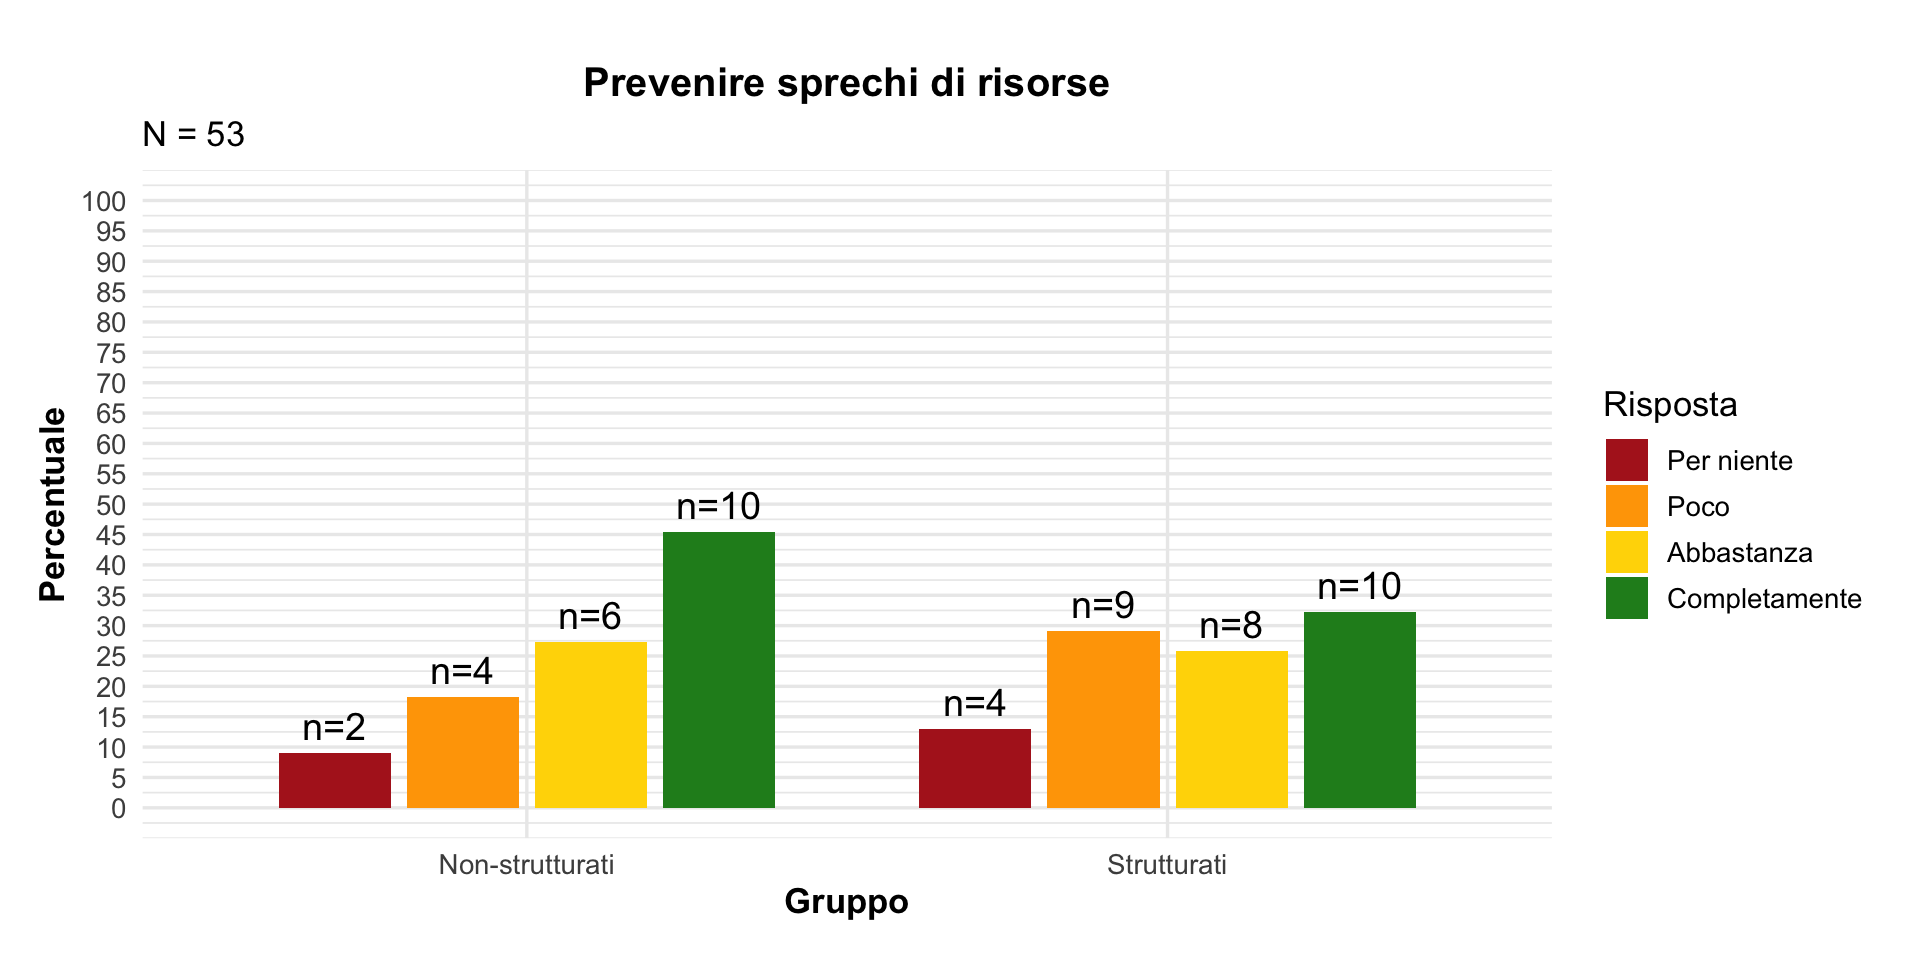 Prevenire sprechi di risorse
N = 53
Percentuale
100
95
90
85
80
75
70
65
60
55
50
45
40
35
30
25
20
15
10
5
0
n=2
n=4
n=6
n=10
n=4
n=9
n=8
n=10
Non-strutturati
Strutturati
Gruppo
Risposta
Per niente
Poco
Abbastanza
Completamente